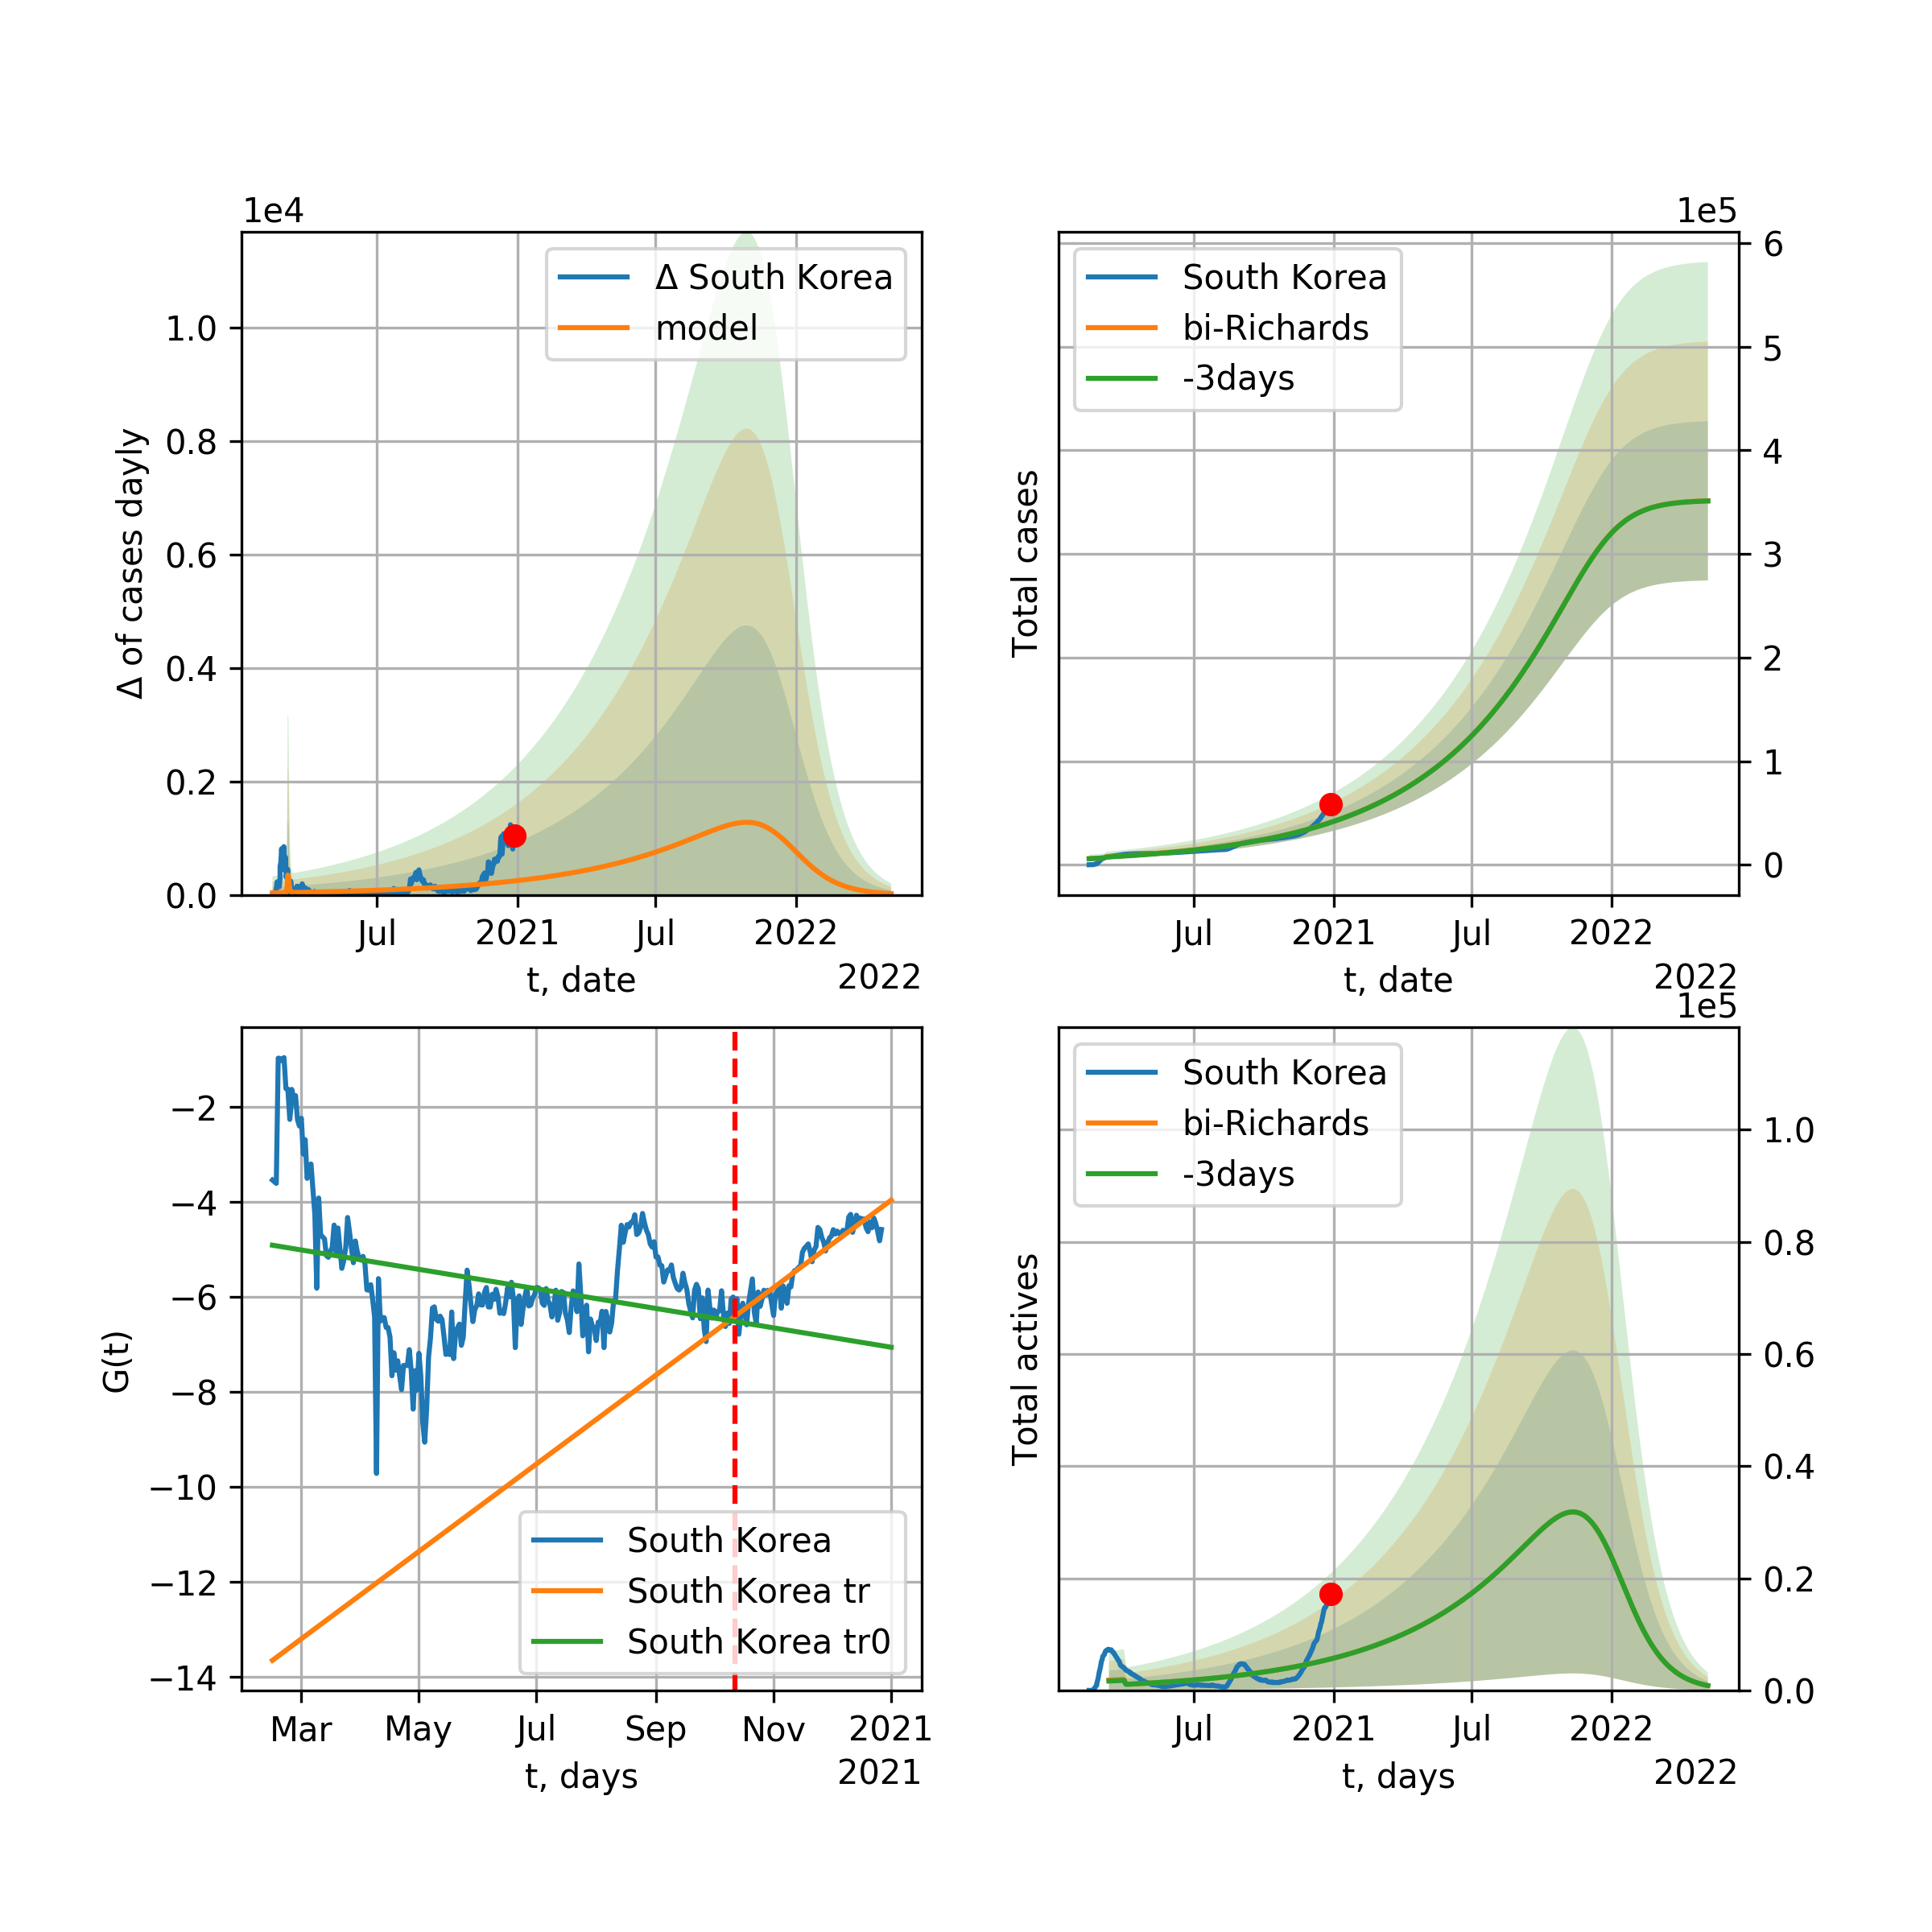 1e4
Δ South Korea
model
1.0
0.8
0.6
0.4
0.2
0.0
Δ of cases dayly
Jul
2021
Jul
2022
t, date
2022
1e5
South Korea
bi-Richards
-3days
6
5
4
3
2
1
0
Total cases
Jul
2021
Jul
2022
t, date
2022
−2
−4
−6
−8
−10
−12
−14
G(t)
South Korea
South Korea tr
South Korea tr0
Mar
May
Jul
Sep
Nov
2021
t, days
2021
1e5
South Korea
bi-Richards
-3days
1.0
0.8
0.6
0.4
0.2
0.0
Total actives
Jul
2021
Jul
2022
t, days
2022